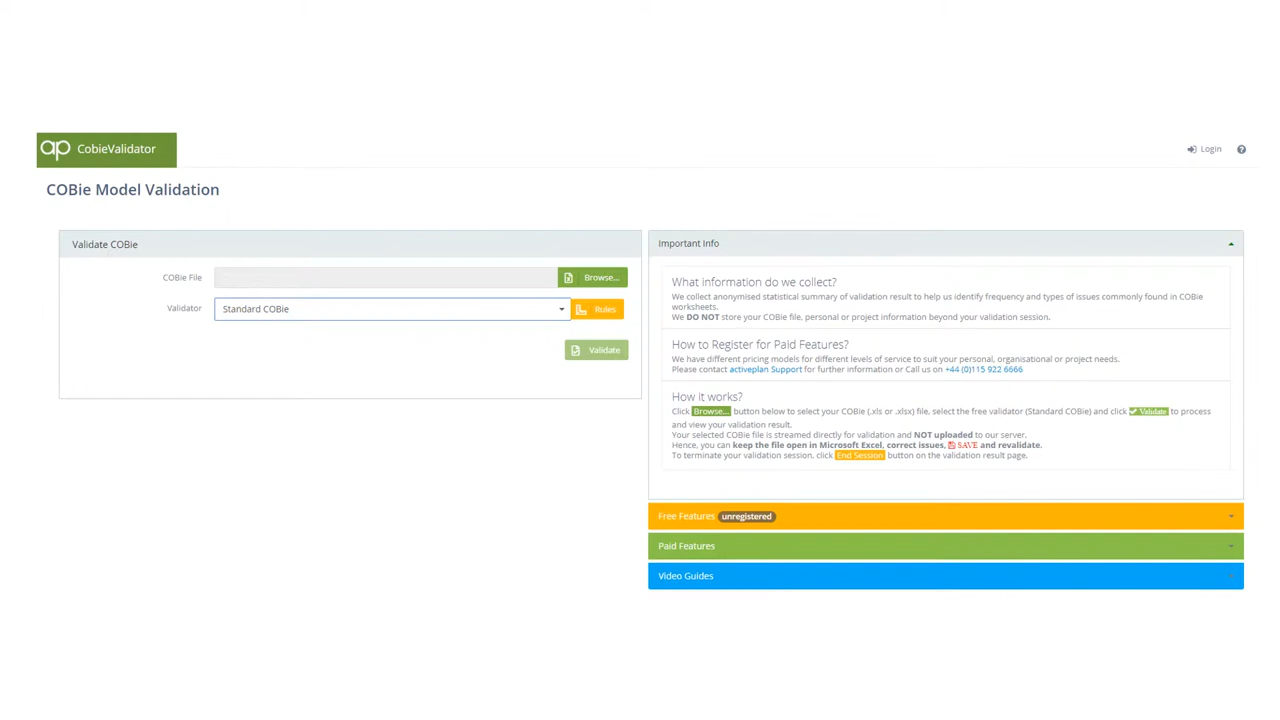 ap CobieValidator
Login
COBie Model Validation
Validate COBie
COBie File
Browse...
Validator
Standard COBie
Rules
Validate
Important Info
What information do we collect?
We collect anonymised statistical summary of validation result to help us identify frequency and types of issues commonly found in COBie
worksheets.
We DO NOT store your COBie file, personal or project information beyond your validation session.
How to Register for Paid Features?
We have different pricing models for different levels of service to suit your personal, organisational or project needs.
Please contact activeplan Support for further information or Call us on +44 (0)115 922 6666
How it works?
Click Browse... button below to select your COBie (.xls or .xlsx) file, select the free validator (Standard COBie) and click Validate to process
and view your validation result.
Your selected COBie file is streamed directly for validation and NOT uploaded to our server.
Hence, you can keep the file open in Microsoft Excel, correct issues, SAVE and revalidate.
To terminate your validation session, click End Session button on the validation result page.
Free Features unregistered
Paid Features
Video Guides